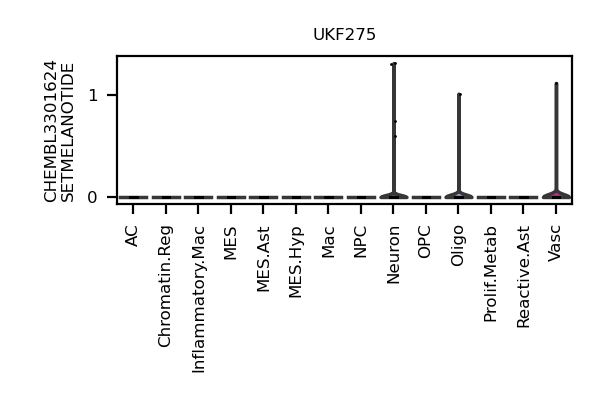 UKF275
CHEMBL3301624
SETMELANOTIDE
1
0
AC
Chromatin.Reg
Inflammatory.Mac
MES
MES.Ast
MES.Hyp
Mac
NPC
Neuron
OPC
Oligo
Prolif.Metab
Reactive.Ast
Vasc